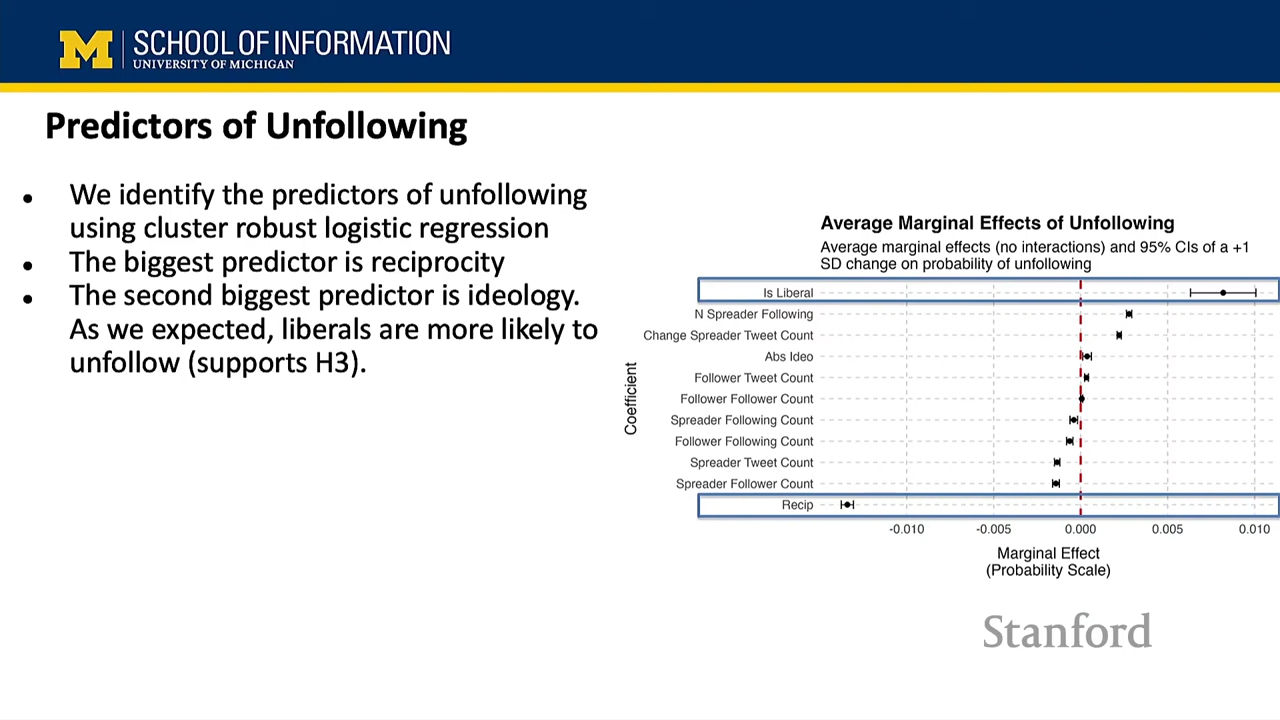 M
SCHOOL OF INFORMATION
UNIVERSITY OF MICHIGAN
Predictors of Unfollowing
• We identify the predictors of unfollowing
using cluster robust logistic regression
• The biggest predictor is reciprocity
• The second biggest predictor is ideology.
As we expected, liberals are more likely to
unfollow (supports H3).
Average Marginal Effects of Unfollowing
Average marginal effects (no interactions) and 95% CIs of a +1
SD change on probability of unfollowing
Coefficient
Is Liberal
N Spreader Following
Change Spreader Tweet Count
Abs Ideo
Follower Tweet Count
Follower Follower Count
Spreader Following Count
Follower Following Count
Spreader Tweet Count
Spreader Follower Count
Recip
-0.010 -0.005 0.000 0.005 0.010
Marginal Effect
(Probability Scale)
Stanford